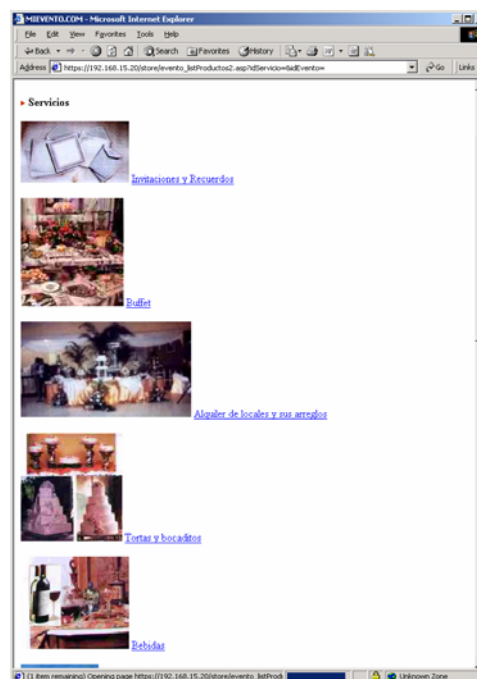 MIEVENTO.COM - Microsoft Internet Explorer
File Edit View Favorites Tools Help
Back Search Favorites History
Address https://192.168.15.20/store/evento_listProductos2.asp?idServicio=&idEvento= Go Links
Servicios
Invitaciones y Recuerdos
Buffet
Alquiler de locales y sus arreglos
Tortas y bocaditos
Bebidas
(1 item remaining) Opening page https://192.168.15.20/store/evento_listProdi Unknown Zone